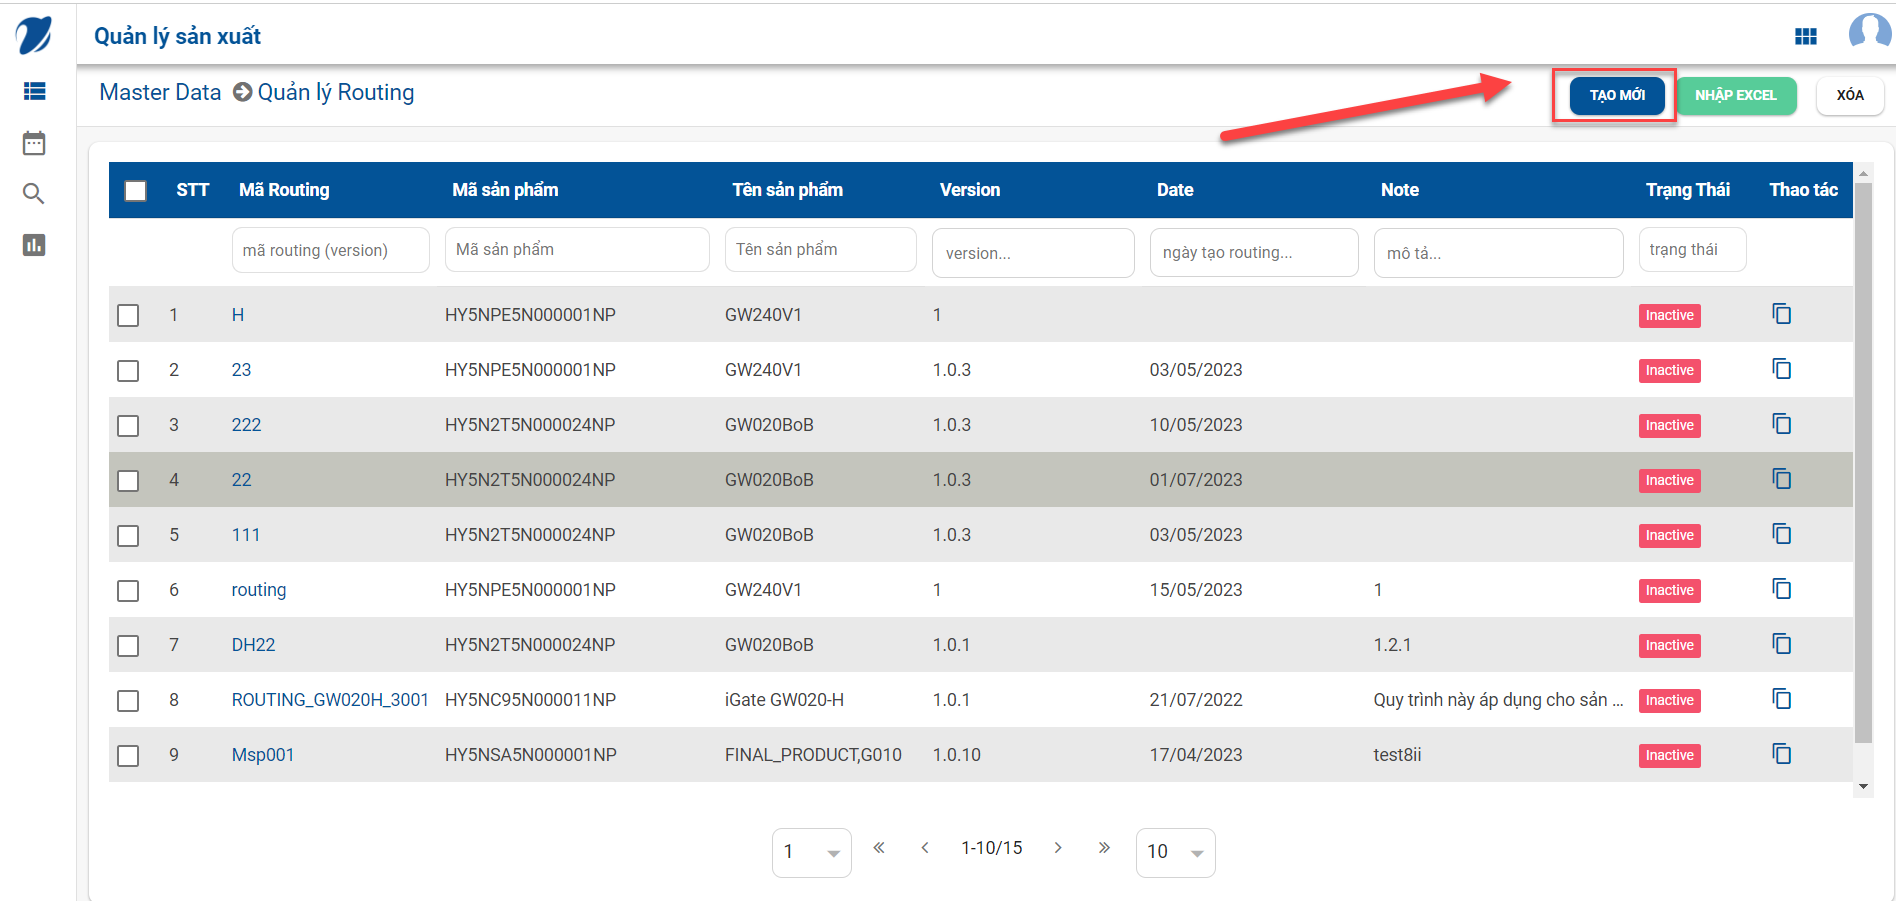 Quản lý sản xuất
Master Data Quản lý Routing
TẠO MỚI NHẬP EXCEL XÓA
STT Mã Routing Mã sản phẩm Tên sản phẩm Version Date Note Trạng Thái Thao tác
mã routing (version) Mã sản phẩm Tên sản phẩm version... ngày tạo routing... mô tả... trạng thái
1 H HY5NPE5N000001NP GW240V1 1 Inactive
2 23 HY5NPE5N000001NP GW240V1 1.0.3 03/05/2023 Inactive
3 222 HY5N2T5N000024NP GW020BoB 1.0.3 10/05/2023 Inactive
4 22 HY5N2T5N000024NP GW020BoB 1.0.3 01/07/2023 Inactive
5 111 HY5N2T5N000024NP GW020BoB 1.0.3 03/05/2023 Inactive
6 routing HY5NPE5N000001NP GW240V1 1 15/05/2023 1 Inactive
7 DH22 HY5N2T5N000024NP GW020BoB 1.0.1 1.2.1 Inactive
8 ROUTING_GW020H_3001 HY5NC95N000011NP iGate GW020-H 1.0.1 21/07/2022 Quy trình này áp dụng cho sản ... Inactive
9 Msp001 HY5NSA5N000001NP FINAL_PRODUCT,G010 1.0.10 17/04/2023 test8ii Inactive
1 « ‹ 1-10/15 › » 10